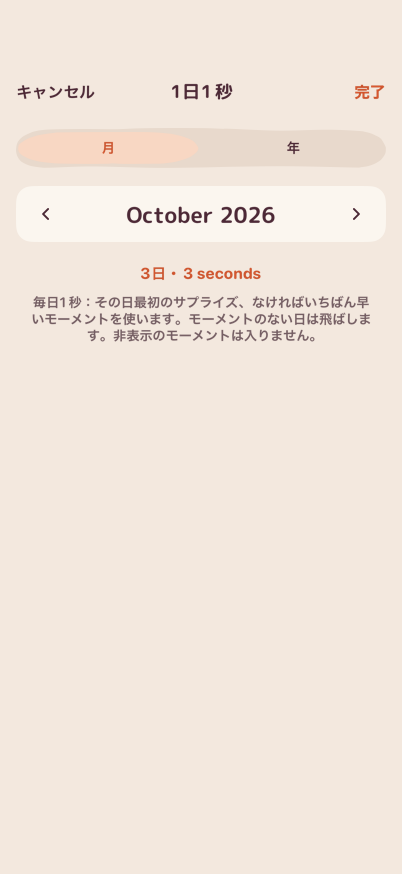 キャンセル 1日1秒 完了
月 年
October 2026
3日・3 seconds
毎日1秒：その日最初のサプライズ、なければいちばん早
いモーメントを使います。モーメントのない日は飛ばしま
す。非表示のモーメントは入りません。